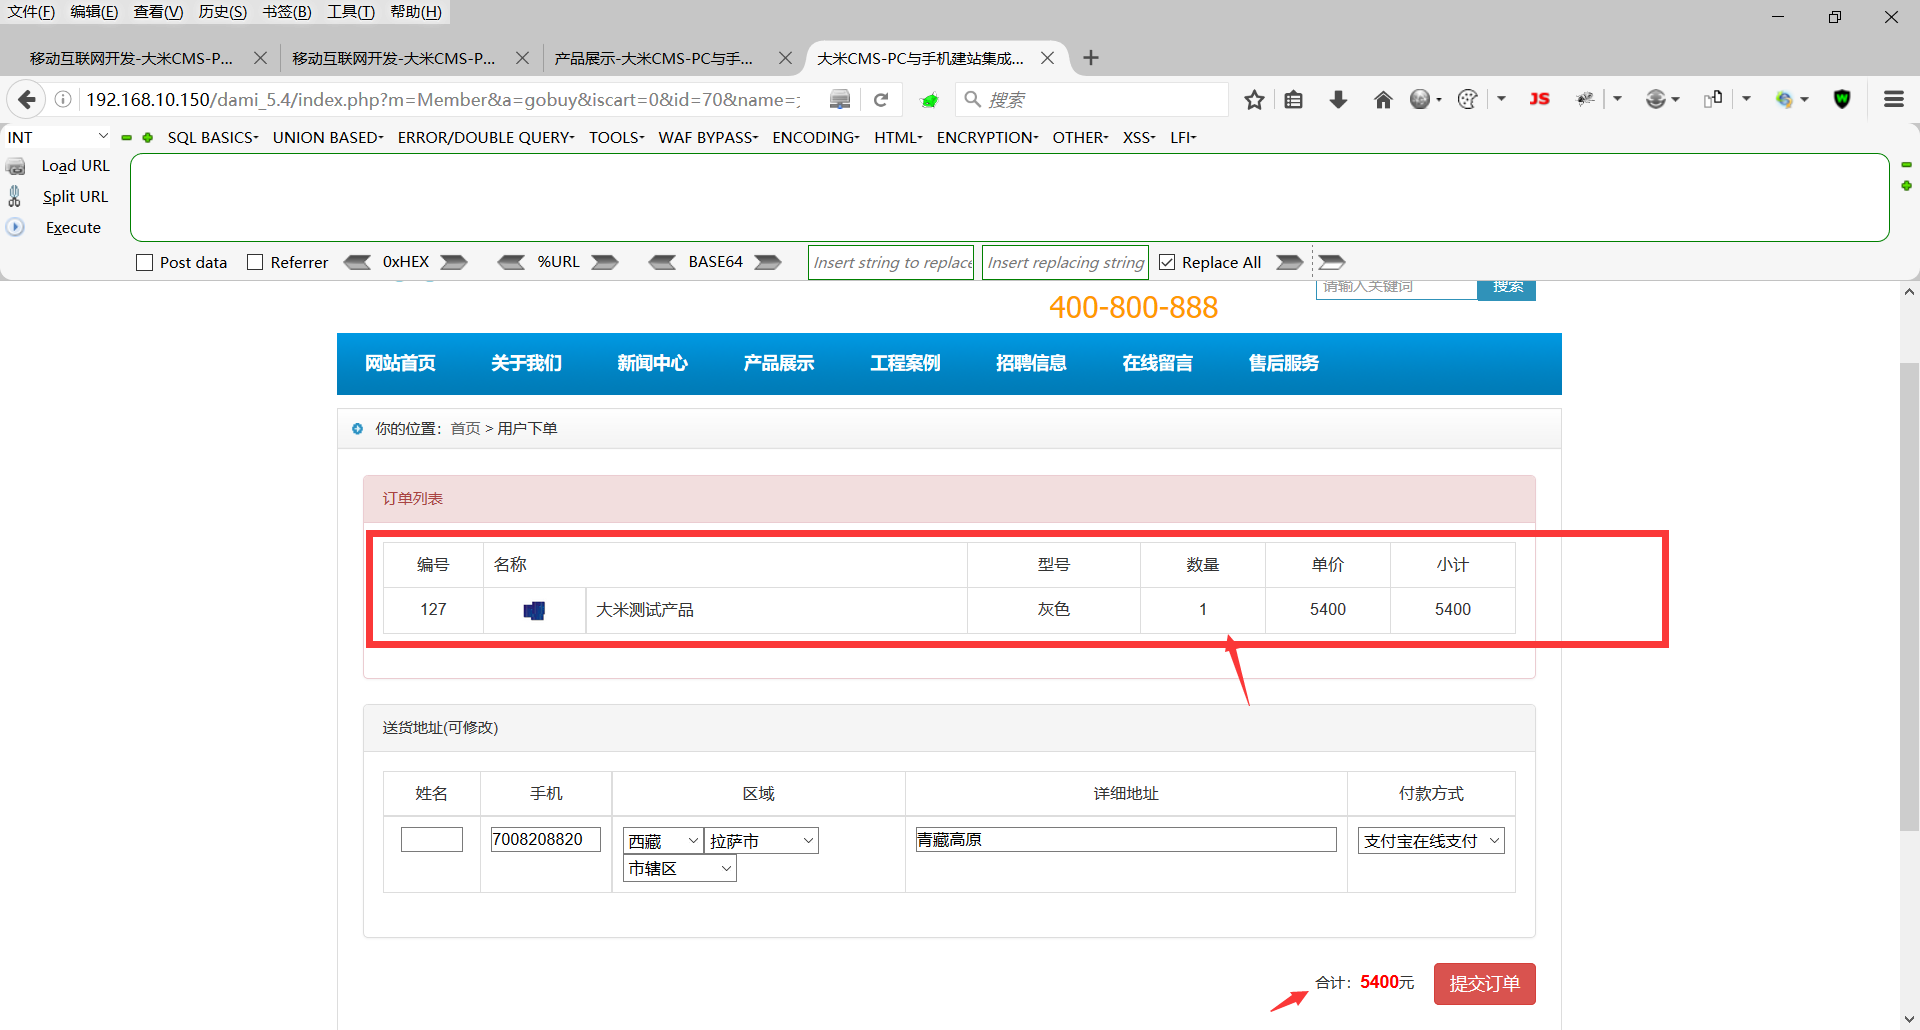 文件(F) 编辑(E) 查看(V) 历史(S) 书签(B) 工具(T) 帮助(H)
移动互联网开发-大米CMS-P... 移动互联网开发-大米CMS-P... 产品展示-大米CMS-PC与手... 大米CMS-PC与手机建站集成...
192.168.10.150/dami_5.4/index.php?m=Member&a=gobuy&iscart=0&id=70&name= 搜索 JS
INT SQL BASICS UNION BASED ERROR/DOUBLE QUERY TOOLS WAF BYPASS ENCODING HTML ENCRYPTION OTHER XSS LFI
Load URL
Split URL
Execute
Post data Referrer 0xHEX %URL BASE64 Insert string to replace Insert replacing string Replace All
请输入关键词 搜索
400-800-888
网站首页 关于我们 新闻中心 产品展示 工程案例 招聘信息 在线留言 售后服务
你的位置：首页 > 用户下单
订单列表
编号 名称 型号 数量 单价 小计
127 大米测试产品 灰色 1 5400 5400
送货地址(可修改)
姓名 手机 区域 详细地址 付款方式
7008208820 西藏 拉萨市 青藏高原 支付宝在线支付
市辖区
合计：5400元 提交订单